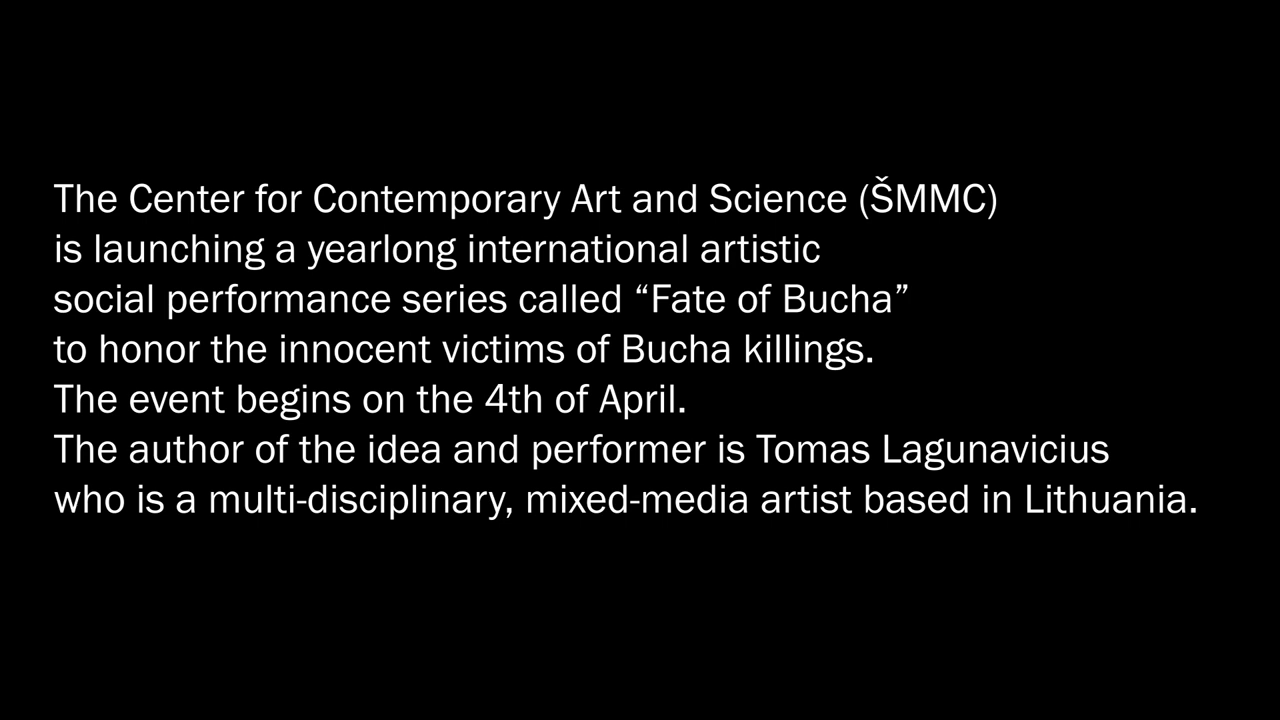 The Center for Contemporary Art and Science (ŠMMC)
is launching a yearlong international artistic
social performance series called “Fate of Bucha”
to honor the innocent victims of Bucha killings.
The event begins on the 4th of April.
The author of the idea and performer is Tomas Lagunavicius
who is a multi-disciplinary, mixed-media artist based in Lithuania.